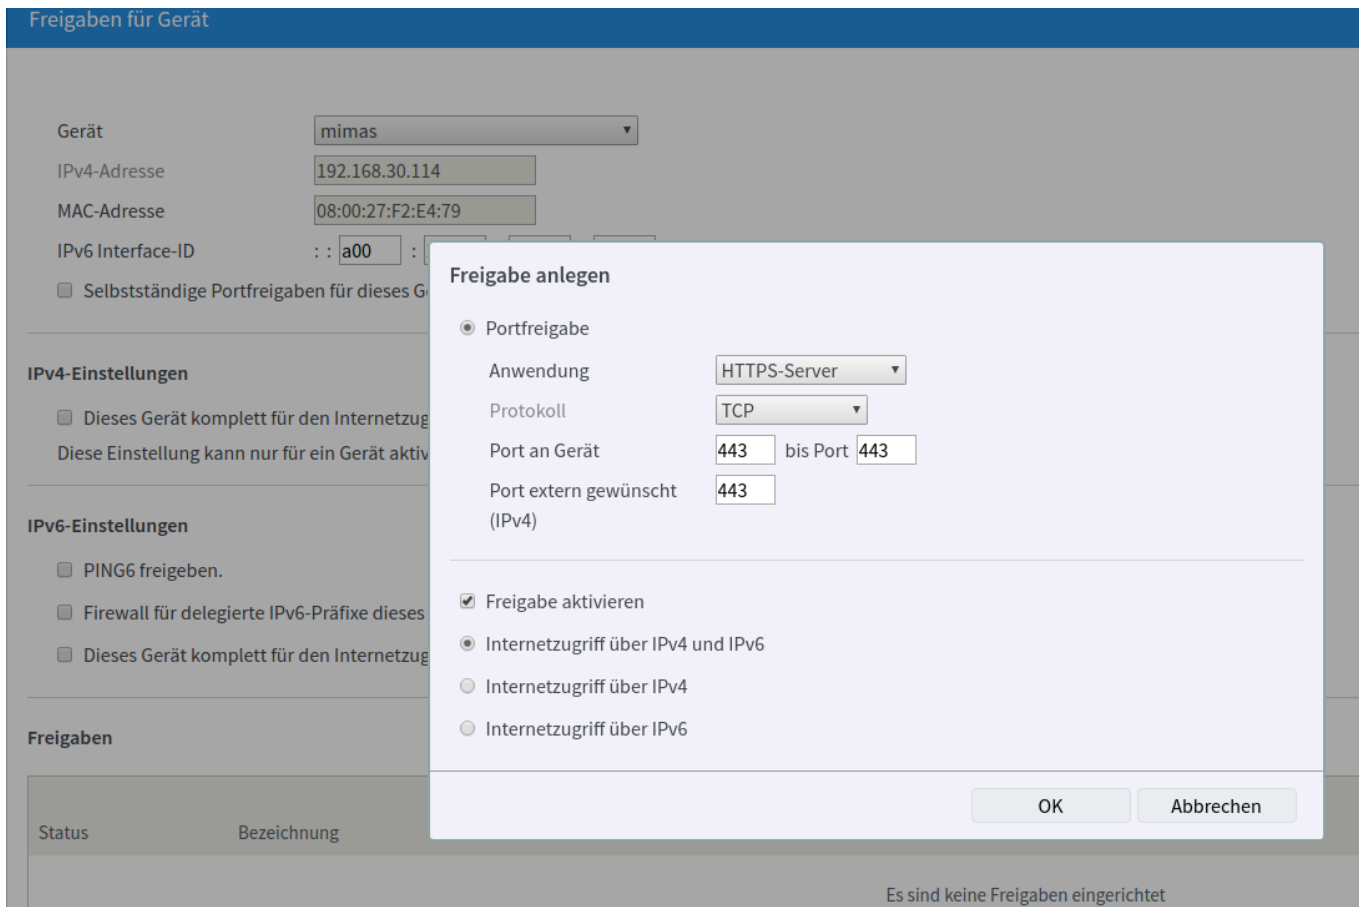 Freigaben für Gerät
Gerät mimas
IPv4-Adresse 192.168.30.114
MAC-Adresse 08:00:27:F2:E4:79
IPv6 Interface-ID : : a00 :
Selbstständige Portfreigaben für dieses G
IPv4-Einstellungen
Dieses Gerät komplett für den Internetzug
Diese Einstellung kann nur für ein Gerät aktiv
IPv6-Einstellungen
PING6 freigeben.
Firewall für delegierte IPv6-Präfixe dieses
Dieses Gerät komplett für den Internetzug
Freigaben
Status Bezeichnung
Es sind keine Freigaben eingerichtet
Freigabe anlegen
Portfreigabe
Anwendung HTTPS-Server
Protokoll TCP
Port an Gerät 443 bis Port 443
Port extern gewünscht 443
(IPv4)
Freigabe aktivieren
Internetzugriff über IPv4 und IPv6
Internetzugriff über IPv4
Internetzugriff über IPv6
OK Abbrechen